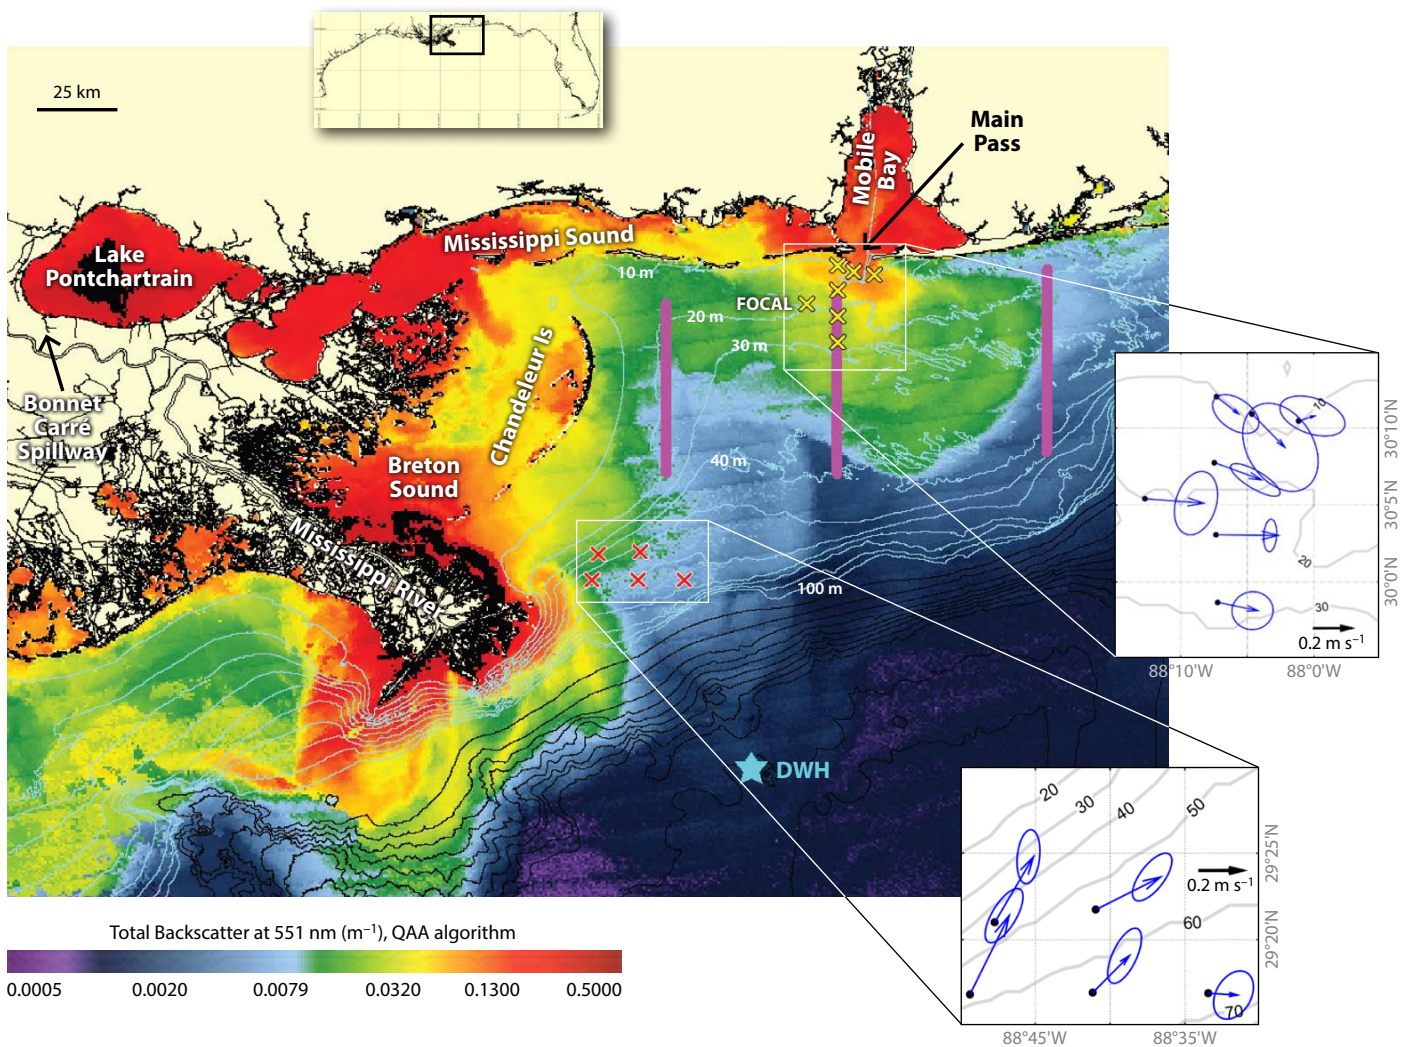 25 km
Main
Pass
Mobile
Bay
Mississippi Sound
Lake
Pontchartrain
10 m
FOCAL
20 m
30 m
Chandeleur Is
Bonnet
Carré
Spillway
Breton
Sound
40 m
Mississippi River
100 m
DWH
10
20
30
0.2 m s⁻¹
30°10'N
30°5'N
30°0'N
88°10'W
88°0'W
20
30
40
50
60
70
0.2 m s⁻¹
29°25'N
29°20'N
88°45'W
88°35'W
Total Backscatter at 551 nm (m⁻¹), QAA algorithm
0.0005 0.0020 0.0079 0.0320 0.1300 0.5000